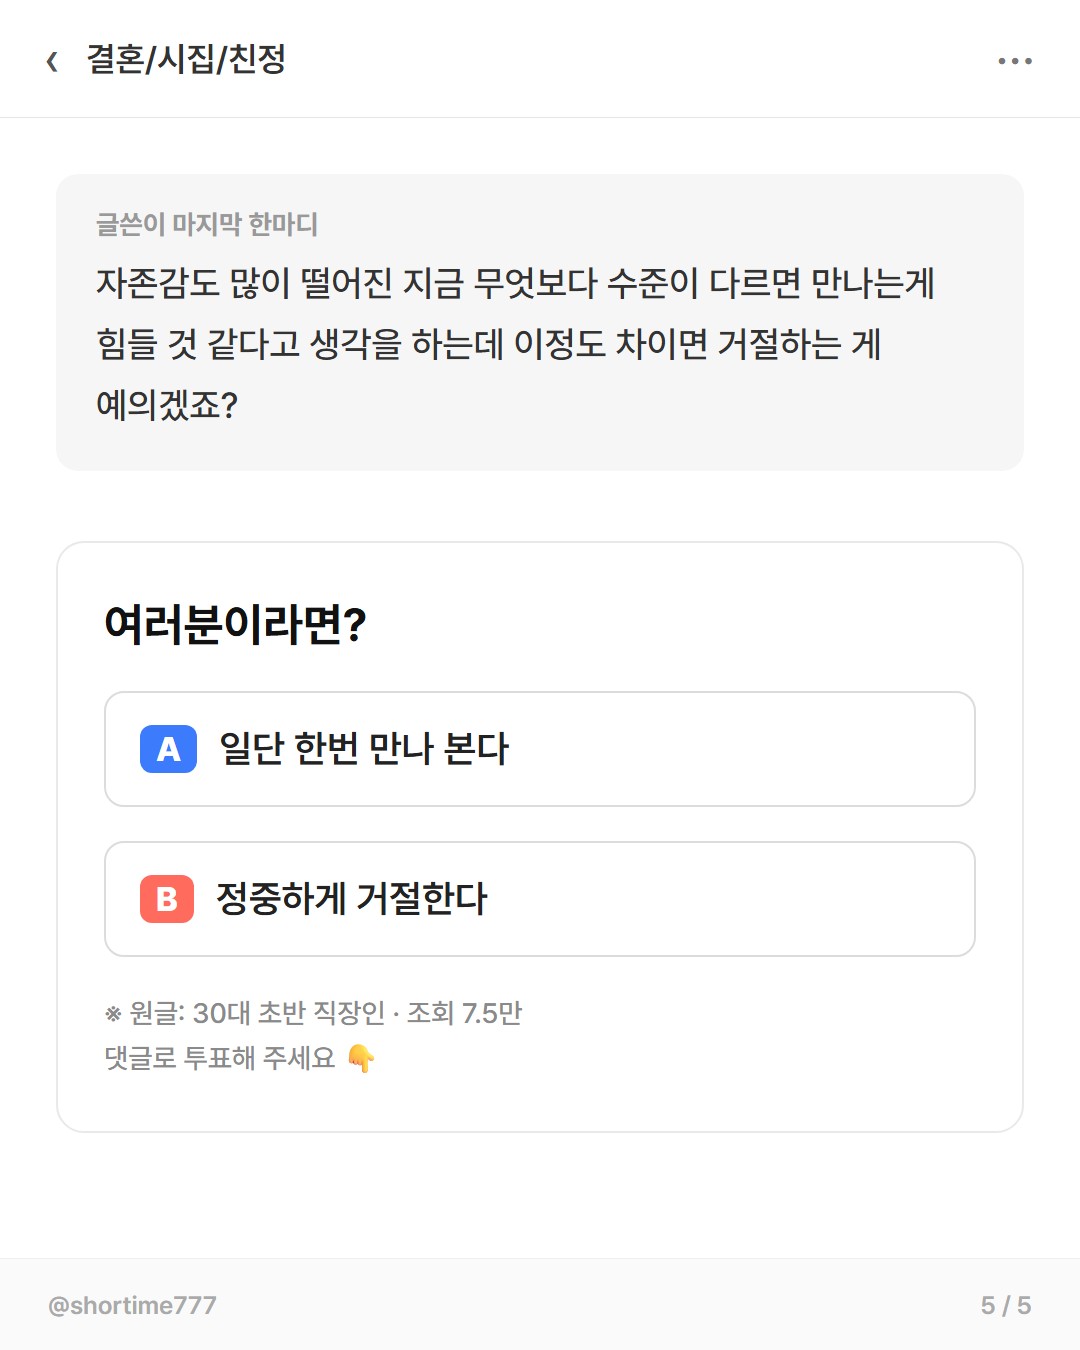 ‹ 결혼/시집/친정 •••
글쓴이 마지막 한마디
자존감도 많이 떨어진 지금 무엇보다 수준이 다르면 만나는게
힘들 것 같다고 생각을 하는데 이정도 차이면 거절하는 게
예의겠죠?
여러분이라면?
A 일단 한번 만나 본다
B 정중하게 거절한다
※ 원글: 30대 초반 직장인 · 조회 7.5만
댓글로 투표해 주세요 👇
@shortime777 5 / 5